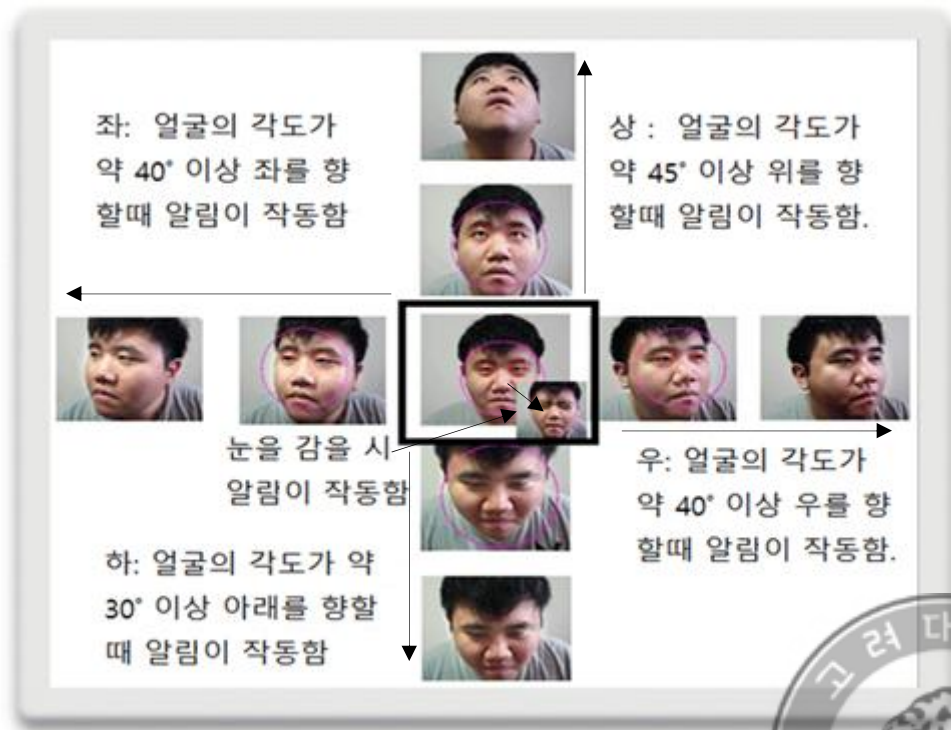 좌: 얼굴의 각도가
약 40° 이상 좌를 향
할때 알림이 작동함
상 : 얼굴의 각도가
약 45° 이상 위를 향
할때 알림이 작동함.
눈을 감을 시
알람이 작동함
하: 얼굴의 각도가 약
30° 이상 아래를 향할
때 알림이 작동함
우: 얼굴의 각도가
약 40° 이상 우를 향
할때 알림이 작동함.
고려대